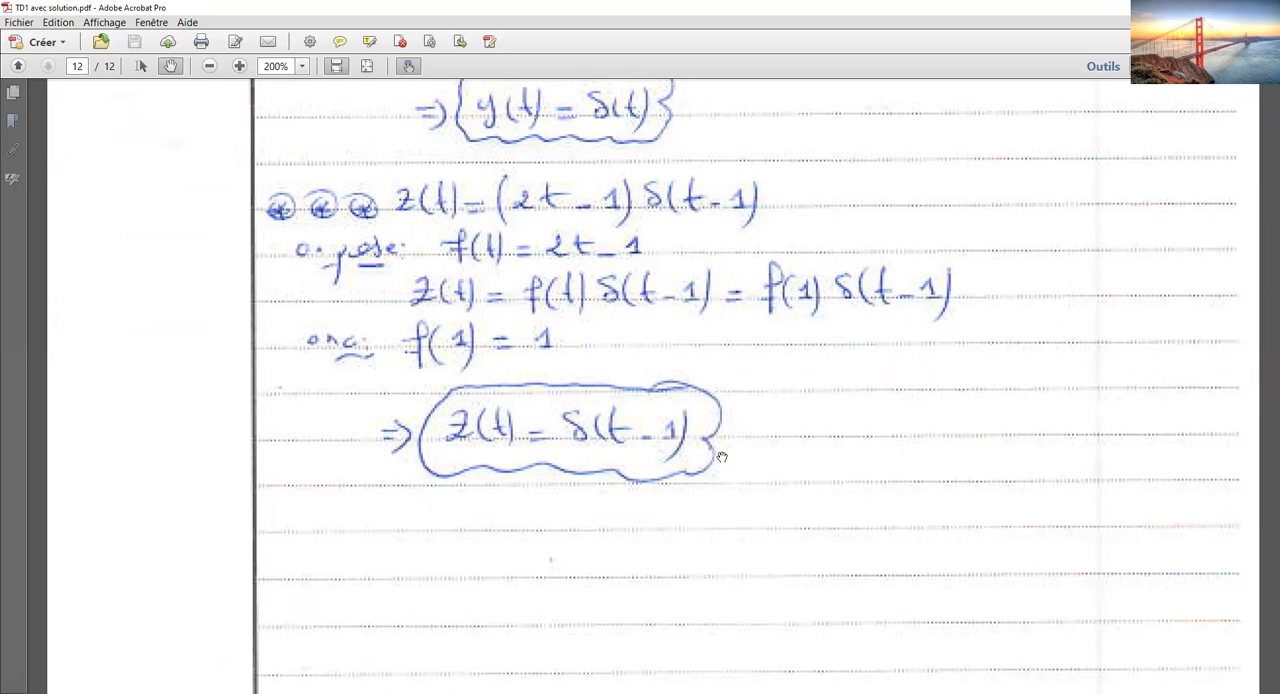 TD1 avec solution.pdf - Adobe Acrobat Pro
Fichier Edition Affichage Fenêtre Aide
Créer
12 / 12 200% Outils
=> y(t) = δ(t)
z(t) = (2t - 1) δ(t - 1)
on pose: f(t) = 2t - 1
z(t) = f(t) δ(t - 1) = f(1) δ(t - 1)
f(1) = 1
=> z(t) = δ(t - 1)